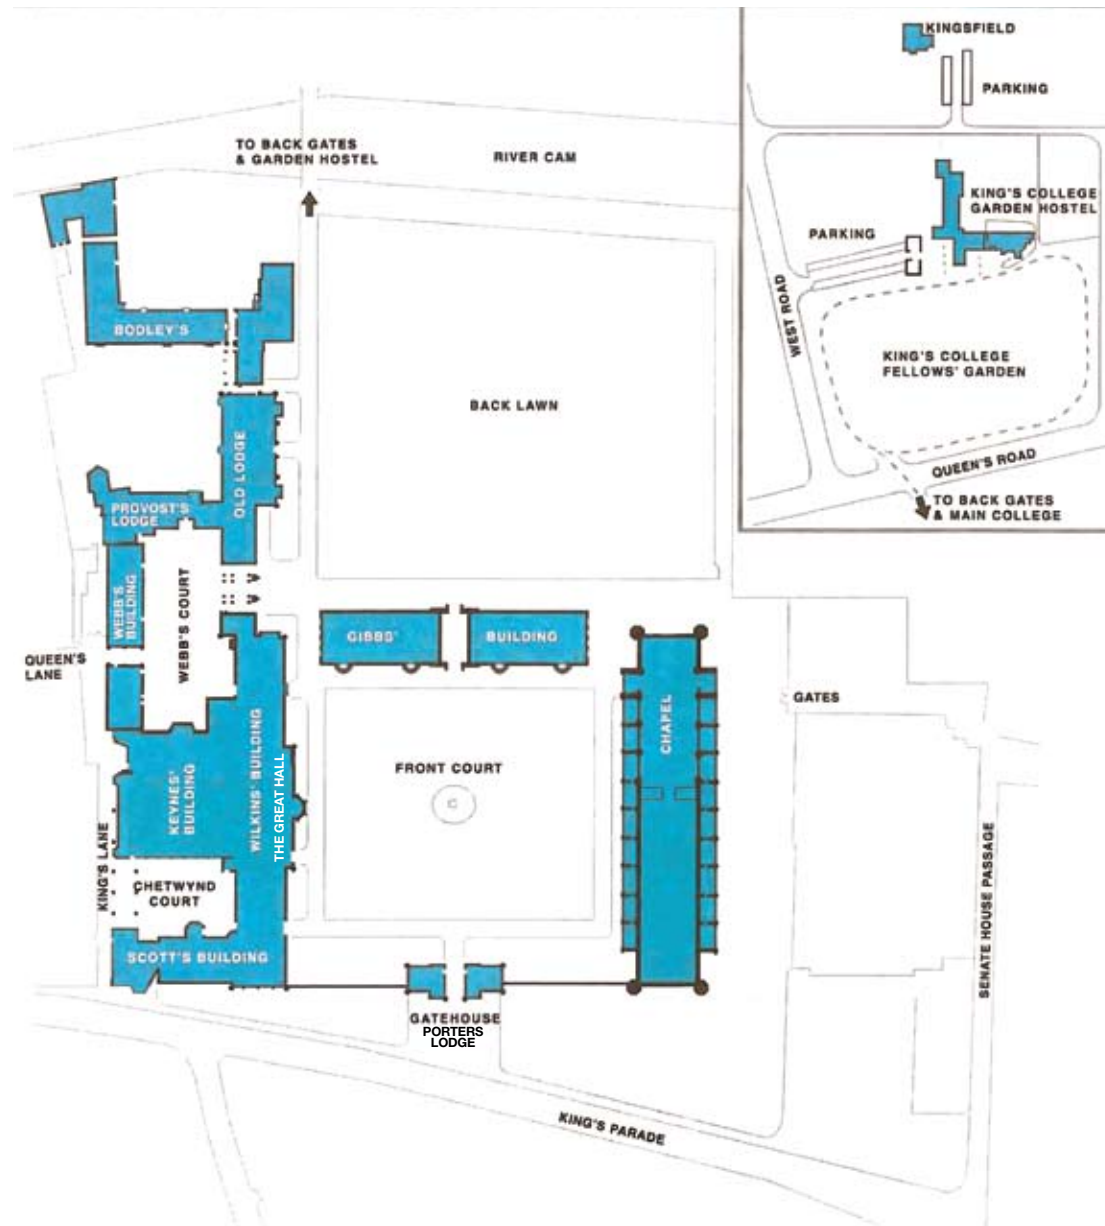 KINGSFIELD
PARKING
TO BACK GATES
& GARDEN HOSTEL
RIVER CAM
KING'S COLLEGE
GARDEN HOSTEL
PARKING
WEST ROAD
KING'S COLLEGE
FELLOWS' GARDEN
QUEEN'S ROAD
TO BACK GATES
& MAIN COLLEGE
BODLEY'S
BACK LAWN
OLD LODGE
PROVOST'S
LODGE
WEBB'S
BUILDING
WEBB'S COURT
QUEEN'S
LANE
GIBBS'
BUILDING
CHAPEL
GATES
FRONT COURT
C
KEYNES'
BUILDING
WILKINS' BUILDING
THE GREAT HALL
KING'S LANE
CHETWYND
COURT
SCOTT'S BUILDING
GATEHOUSE
PORTERS
LODGE
SENATE HOUSE PASSAGE
KING'S PARADE